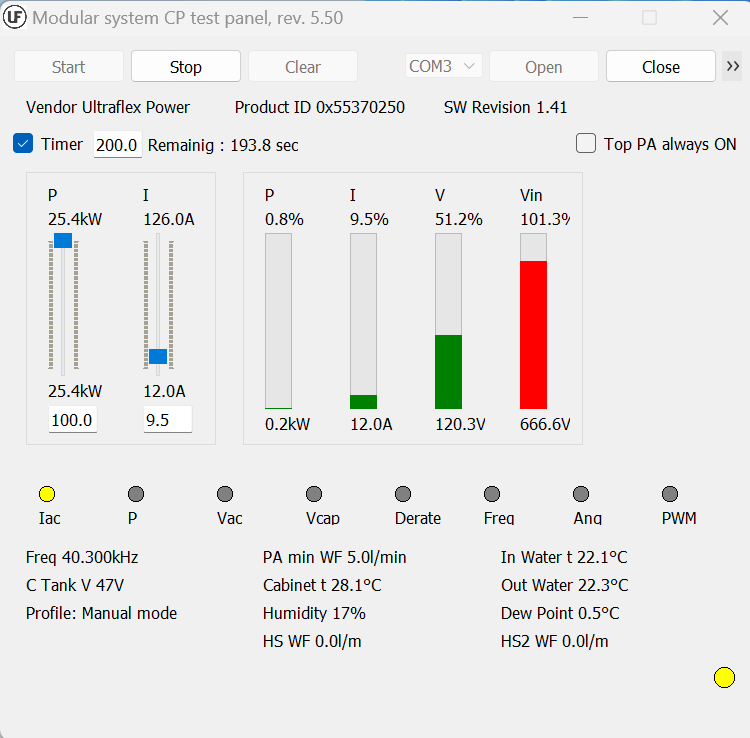 UF Modular system CP test panel, rev. 5.50
Start Stop Clear COM3 Open Close
Vendor Ultraflex Power Product ID 0x55370250 SW Revision 1.41
Timer 200.0 Remainig : 193.8 sec Top PA always ON
P I P I V Vin
25.4kW 126.0A 0.8% 9.5% 51.2% 101.3%
25.4kW 12.0A 0.2kW 12.0A 120.3V 666.6V
100.0 9.5
Iac P Vac Vcap Derate Freq Ang PWM
Freq 40.300kHz PA min WF 5.0l/min In Water t 22.1°C
C Tank V 47V Cabinet t 28.1°C Out Water 22.3°C
Profile: Manual mode Humidity 17% Dew Point 0.5°C
HS WF 0.0l/m HS2 WF 0.0l/m